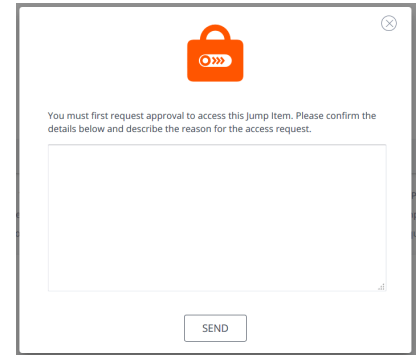 You must first request approval to access this Jump Item. Please confirm the
details below and describe the reason for the access request.
SEND